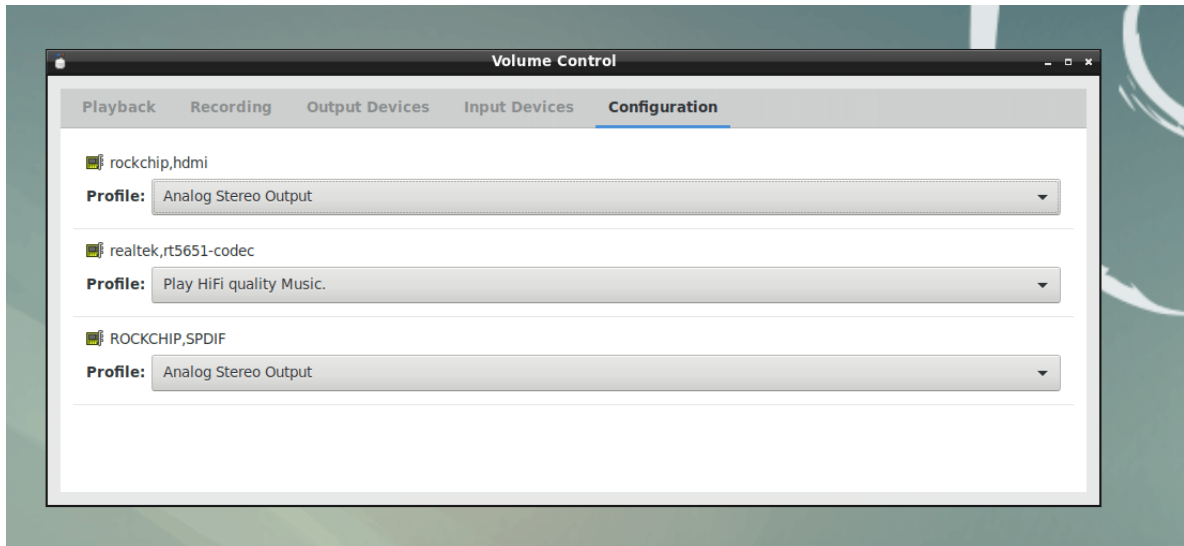 Volume Control
Playback Recording Output Devices Input Devices Configuration
rockchip,hdmi
Profile: Analog Stereo Output
realtek,rt5651-codec
Profile: Play HiFi quality Music.
ROCKCHIP,SPDIF
Profile: Analog Stereo Output